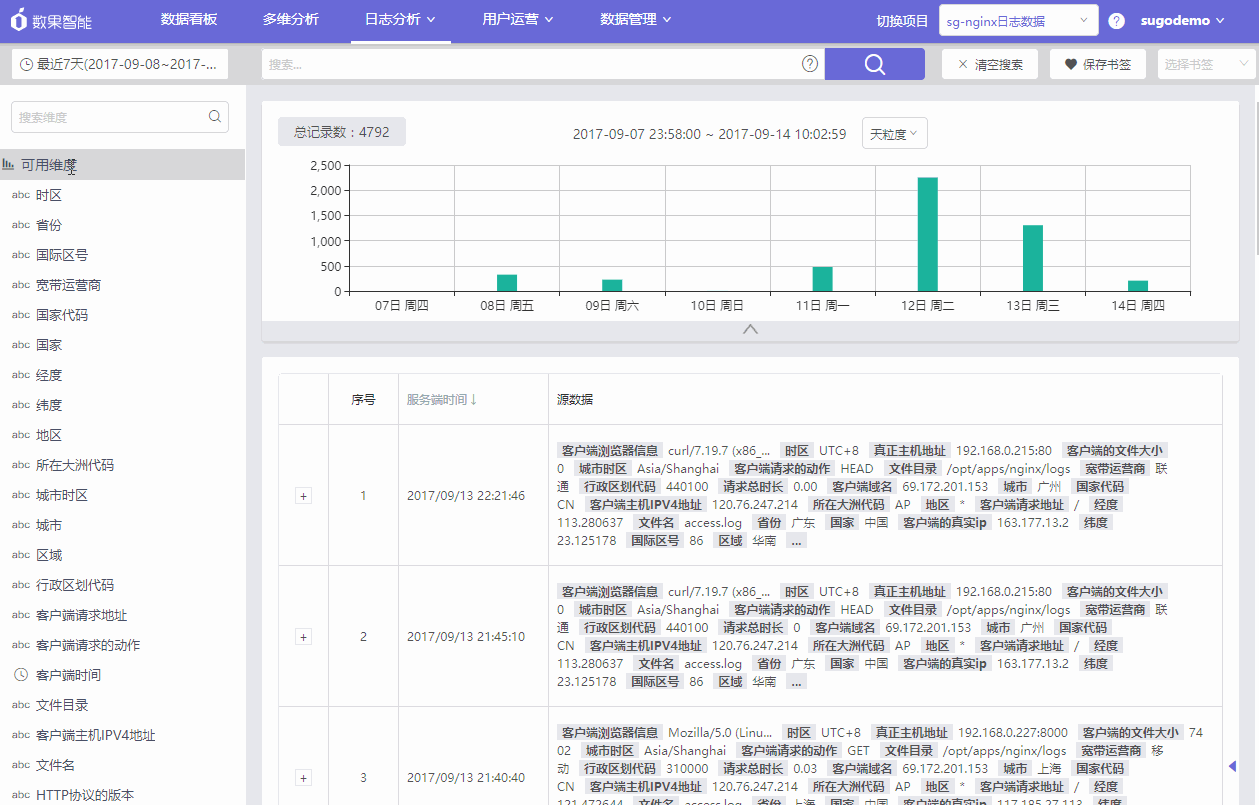 数果智能 数据看板 多维分析 日志分析 用户运营 数据管理 切换项目 sg-nginx日志数据 ? sugodemo
最近7天(2017-09-08~2017-... 搜索... ? 清空搜索 保存书签 选择书签
搜索维度
可用维度
abc 时区
abc 省份
abc 国际区号
abc 宽带运营商
abc 国家代码
abc 国家
abc 经度
abc 纬度
abc 地区
abc 所在大洲代码
abc 城市时区
abc 城市
abc 区域
abc 行政区划代码
abc 客户端请求地址
abc 客户端请求的动作
客户端时间
abc 文件目录
abc 客户端主机IPV4地址
abc 文件名
abc HTTP协议的版本
总记录数：4792 2017-09-07 23:58:00 ~ 2017-09-14 10:02:59 天粒度
2,500
2,000
1,500
1,000
500
0
07日 周四 08日 周五 09日 周六 10日 周日 11日 周一 12日 周二 13日 周三 14日 周四
序号 服务端时间↓ 源数据
+ 1 2017/09/13 22:21:46
客户端浏览器信息 curl/7.19.7 (x86_... 时区 UTC+8 真正主机地址 192.168.0.215:80 客户端的文件大小
0 城市时区 Asia/Shanghai 客户端请求的动作 HEAD 文件目录 /opt/apps/nginx/logs 宽带运营商 联
通 行政区划代码 440100 请求总时长 0.00 客户端域名 69.172.201.153 城市 广州 国家代码
CN 客户端主机IPV4地址 120.76.247.214 所在大洲代码 AP 地区 * 客户端请求地址 / 经度
113.280637 文件名 access.log 省份 广东 国家 中国 客户端的真实ip 163.177.13.2 纬度
23.125178 国际区号 86 区域 华南 ...
+ 2 2017/09/13 21:45:10
客户端浏览器信息 curl/7.19.7 (x86_... 时区 UTC+8 真正主机地址 192.168.0.215:80 客户端的文件大小
0 城市时区 Asia/Shanghai 客户端请求的动作 HEAD 文件目录 /opt/apps/nginx/logs 宽带运营商 联
通 行政区划代码 440100 请求总时长 0 客户端域名 69.172.201.153 城市 广州 国家代码
CN 客户端主机IPV4地址 120.76.247.214 所在大洲代码 AP 地区 * 客户端请求地址 / 经度
113.280637 文件名 access.log 省份 广东 国家 中国 客户端的真实ip 163.177.13.2 纬度
23.125178 国际区号 86 区域 华南 ...
+ 3 2017/09/13 21:40:40
客户端浏览器信息 Mozilla/5.0 (Linu... 时区 UTC+8 真正主机地址 192.168.0.227:8000 客户端的文件大小 74
02 城市时区 Asia/Shanghai 客户端请求的动作 GET 文件目录 /opt/apps/nginx/logs 宽带运营商 移
动 行政区划代码 310000 请求总时长 0.03 客户端域名 69.172.201.153 城市 上海 国家代码
CN 客户端主机IPV4地址 120.76.247.214 所在大洲代码 AP 地区 * 客户端请求地址 / 经度
121.472644 文件名 access.log 省份 上海 国家 中国 客户端的真实ip 117.185.27.113 纬度